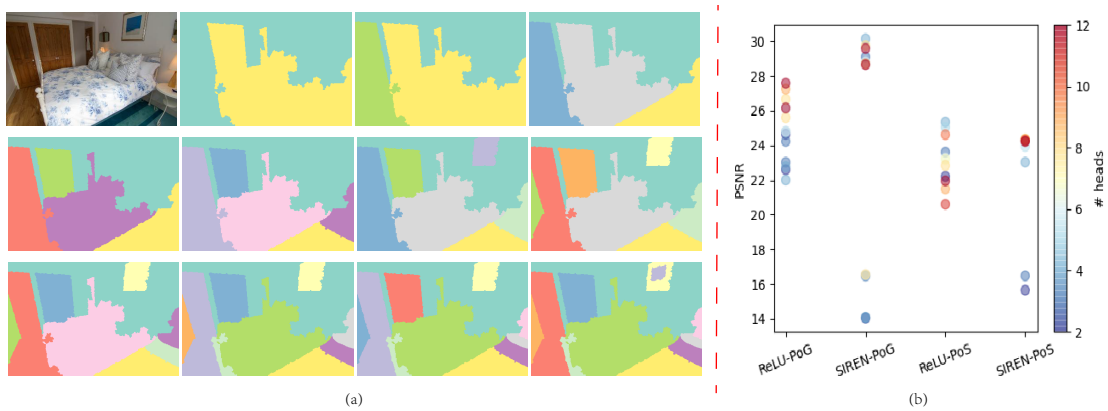 30
28
26
24
22
20
18
16
14
PSNR
ReLU-PoG
SIREN-PoG
ReLU-PoS
SIREN-PoS
12
10
8
6
4
2
# heads
(a)
(b)